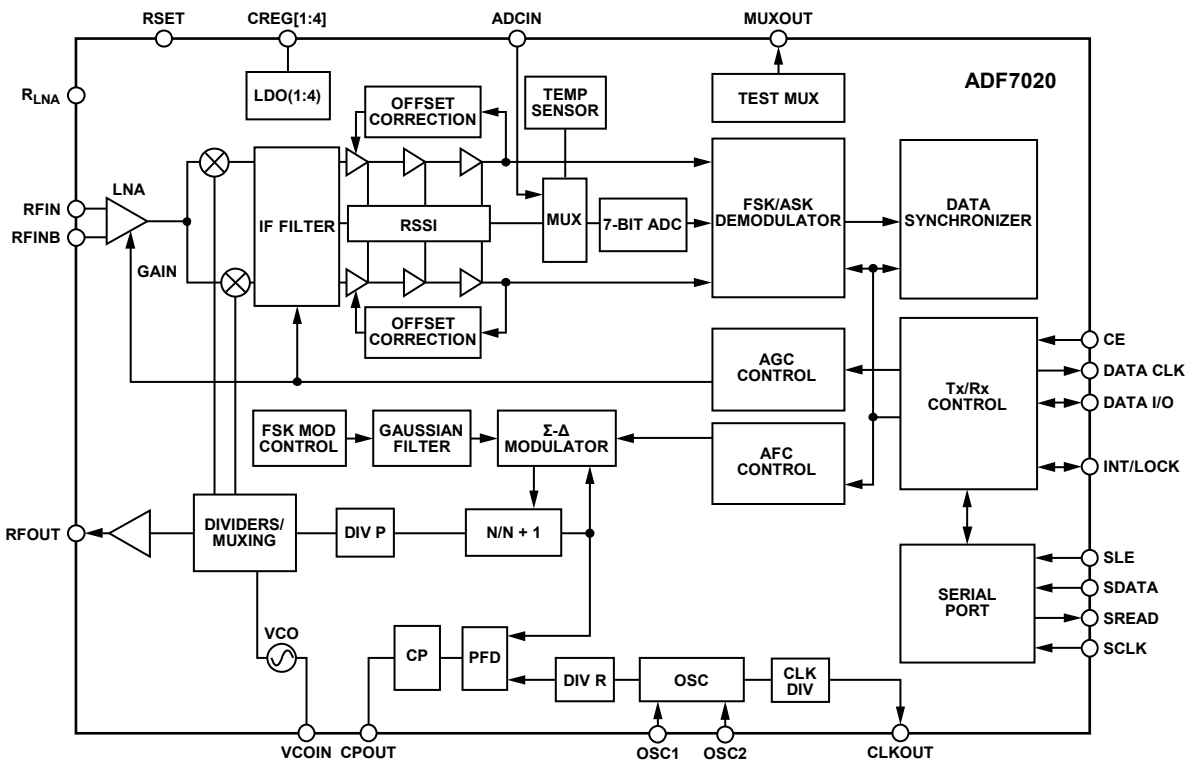 RSET
CREG[1:4]
ADCIN
MUXOUT
ADF7020
RLNA
LDO(1:4)
OFFSET
CORRECTION
TEMP
SENSOR
TEST MUX
LNA
RFIN
RFINB
GAIN
IF FILTER
RSSI
MUX
7-BIT ADC
FSK/ASK
DEMODULATOR
DATA
SYNCHRONIZER
OFFSET
CORRECTION
AGC
CONTROL
Tx/Rx
CONTROL
CE
DATA CLK
DATA I/O
INT/LOCK
FSK MOD
CONTROL
GAUSSIAN
FILTER
Σ-Δ
MODULATOR
AFC
CONTROL
RFOUT
DIVIDERS/
MUXING
DIV P
N/N + 1
SERIAL
PORT
SLE
SDATA
SREAD
SCLK
VCO
CP
PFD
DIV R
OSC
CLK
DIV
VCOIN
CPOUT
OSC1
OSC2
CLKOUT